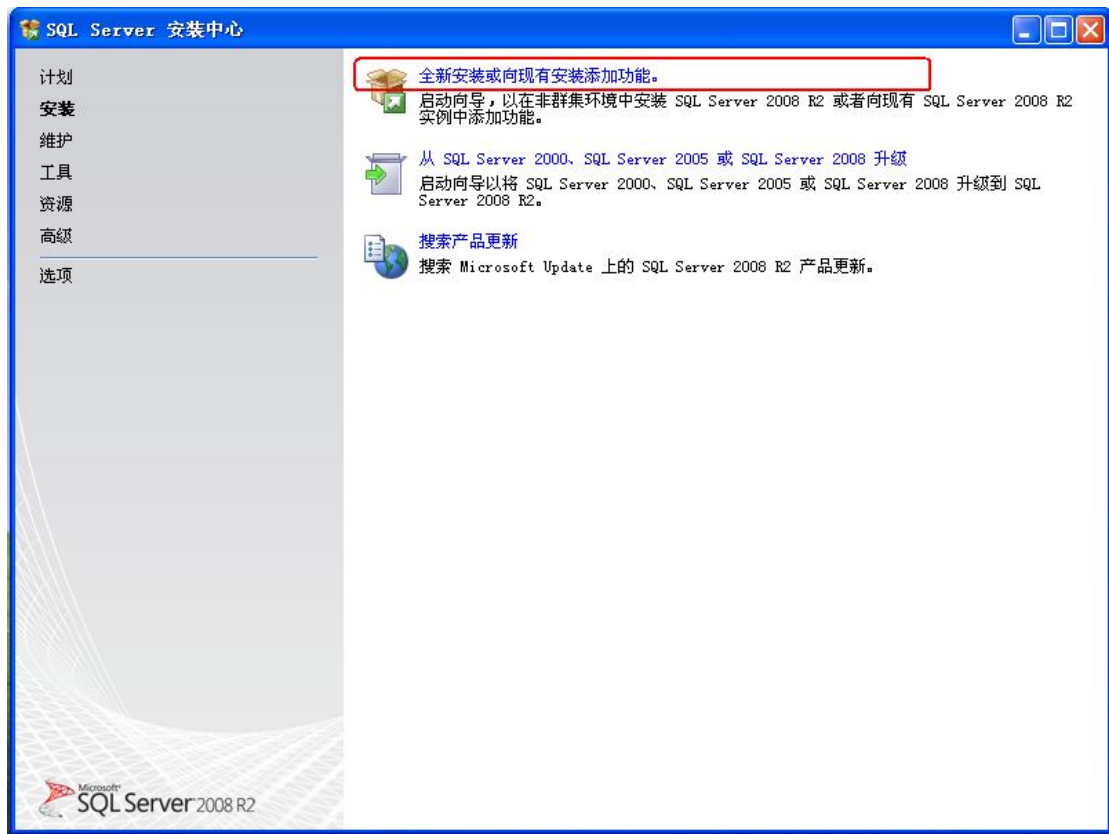 SQL Server 安装中心
计划
安装
维护
工具
资源
高级
选项
全新安装或向现有安装添加功能。
启动向导，以在非群集环境中安装 SQL Server 2008 R2 或者向现有 SQL Server 2008 R2
实例中添加功能。
从 SQL Server 2000、SQL Server 2005 或 SQL Server 2008 升级
启动向导以将 SQL Server 2000、SQL Server 2005 或 SQL Server 2008 升级到 SQL
Server 2008 R2。
搜索产品更新
搜索 Microsoft Update 上的 SQL Server 2008 R2 产品更新。
Microsoft
SQL Server 2008 R2